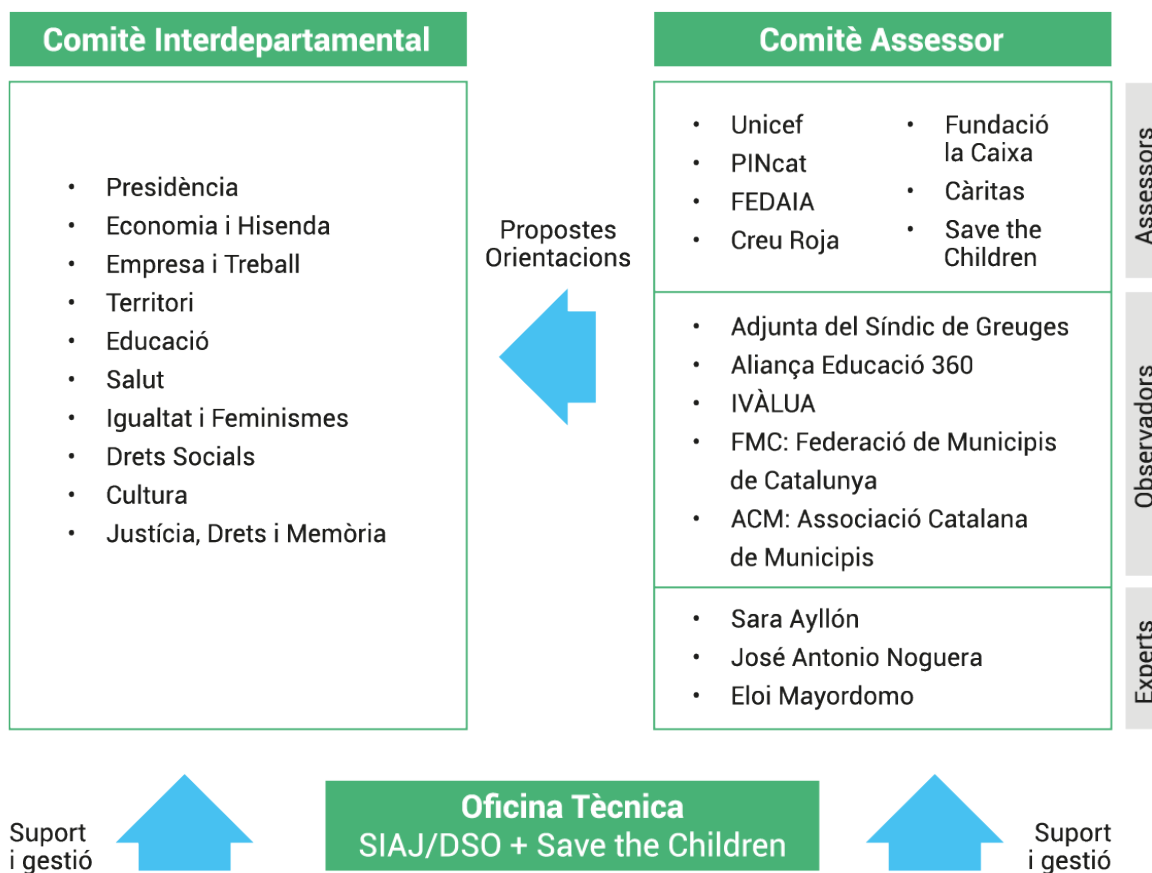 Comitè Interdepartamental
• Presidència
• Economia i Hisenda
• Empresa i Treball
• Territori
• Educació
• Salut
• Igualtat i Feminismes
• Drets Socials
• Cultura
• Justícia, Drets i Memòria
Propostes
Orientacions
Comitè Assessor
• Unicef
• PINcat
• FEDAIA
• Creu Roja
• Fundació
la Caixa
• Càritas
• Save the
Children
Assessors
• Adjunta del Síndic de Greuges
• Aliança Educació 360
• IVÀLUA
• FMC: Federació de Municipis
de Catalunya
• ACM: Associació Catalana
de Municipis
Observadors
• Sara Ayllón
• José Antonio Noguera
• Eloi Mayordomo
Experts
Suport
i gestió
Oficina Tècnica
SIAJ/DSO + Save the Children
Suport
i gestió